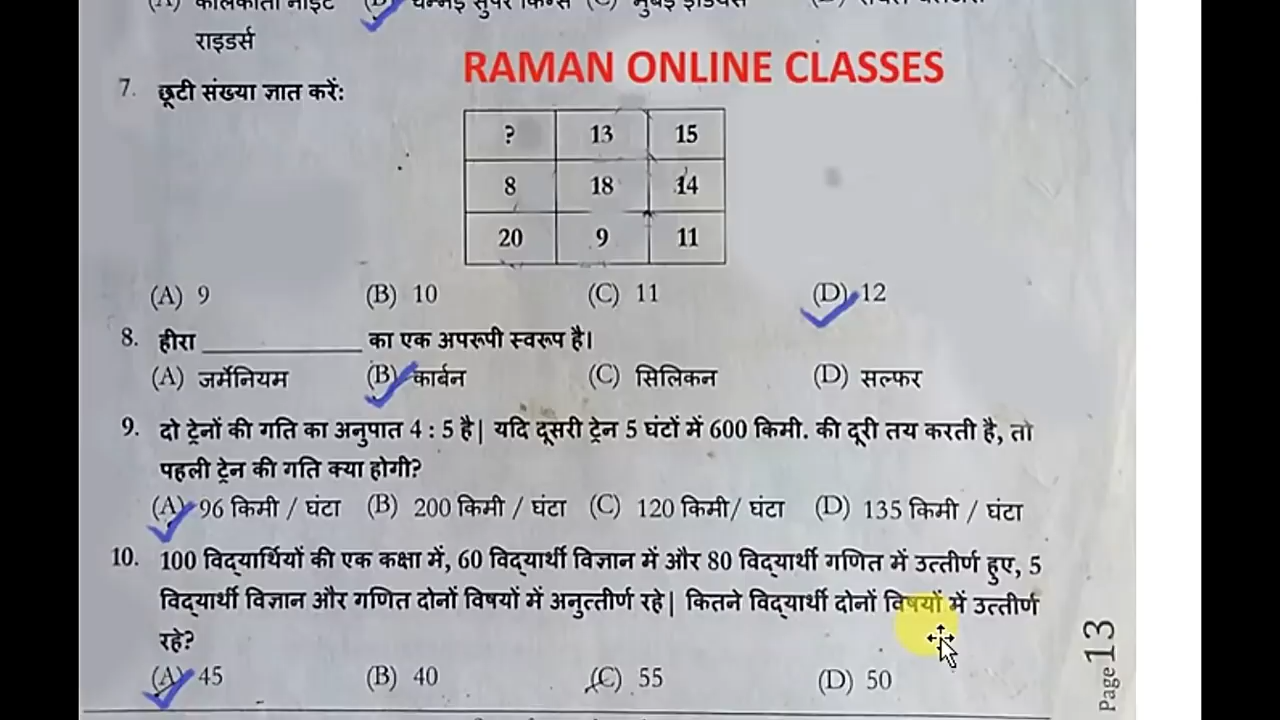 राइडर्स
RAMAN ONLINE CLASSES
7. छूटी संख्या ज्ञात करें:
? 13 15
8 18 14
20 9 11
(A) 9 (B) 10 (C) 11 (D) 12
8. हीरा ____________ का एक अपरूपी स्वरूप है।
(A) जर्मेनियम (B) कार्बन (C) सिलिकन (D) सल्फर
9. दो ट्रेनों की गति का अनुपात 4 : 5 है| यदि दूसरी ट्रेन 5 घंटों में 600 किमी. की दूरी तय करती है, तो
पहली ट्रेन की गति क्या होगी?
(A) 96 किमी / घंटा (B) 200 किमी / घंटा (C) 120 किमी/ घंटा (D) 135 किमी / घंटा
10. 100 विद्यार्थियों की एक कक्षा में, 60 विद्यार्थी विज्ञान में और 80 विद्यार्थी गणित में उत्तीर्ण हुए, 5
विद्यार्थी विज्ञान और गणित दोनों विषयों में अनुत्तीर्ण रहे| कितने विद्यार्थी दोनों विषयों में उत्तीर्ण
रहे?
(A) 45 (B) 40 (C) 55 (D) 50
Page 13